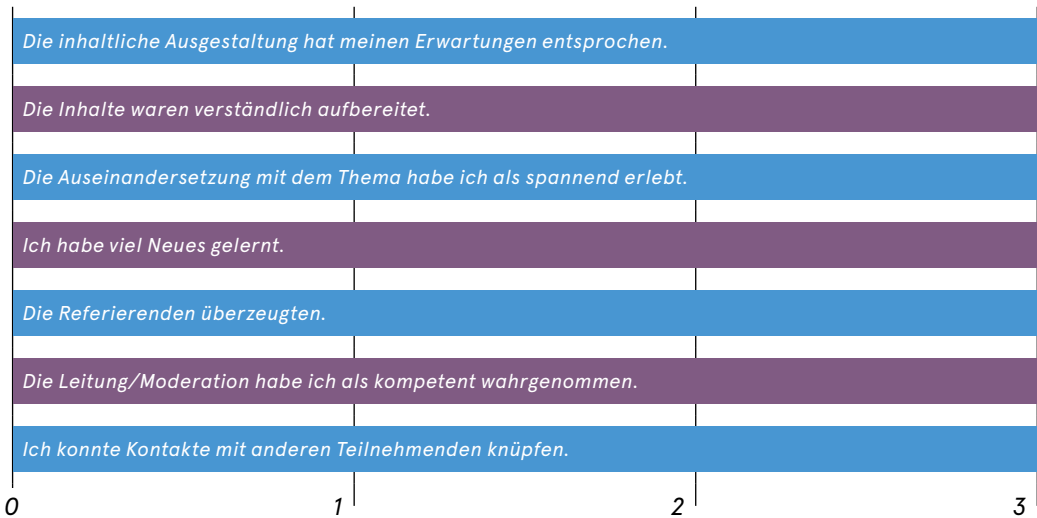 Die inhaltliche Ausgestaltung hat meinen Erwartungen entsprochen.
Die Inhalte waren verständlich aufbereitet.
Die Auseinandersetzung mit dem Thema habe ich als spannend erlebt.
Ich habe viel Neues gelernt.
Die Referierenden überzeugten.
Die Leitung/Moderation habe ich als kompetent wahrgenommen.
Ich konnte Kontakte mit anderen Teilnehmenden knüpfen.
0 1 2 3